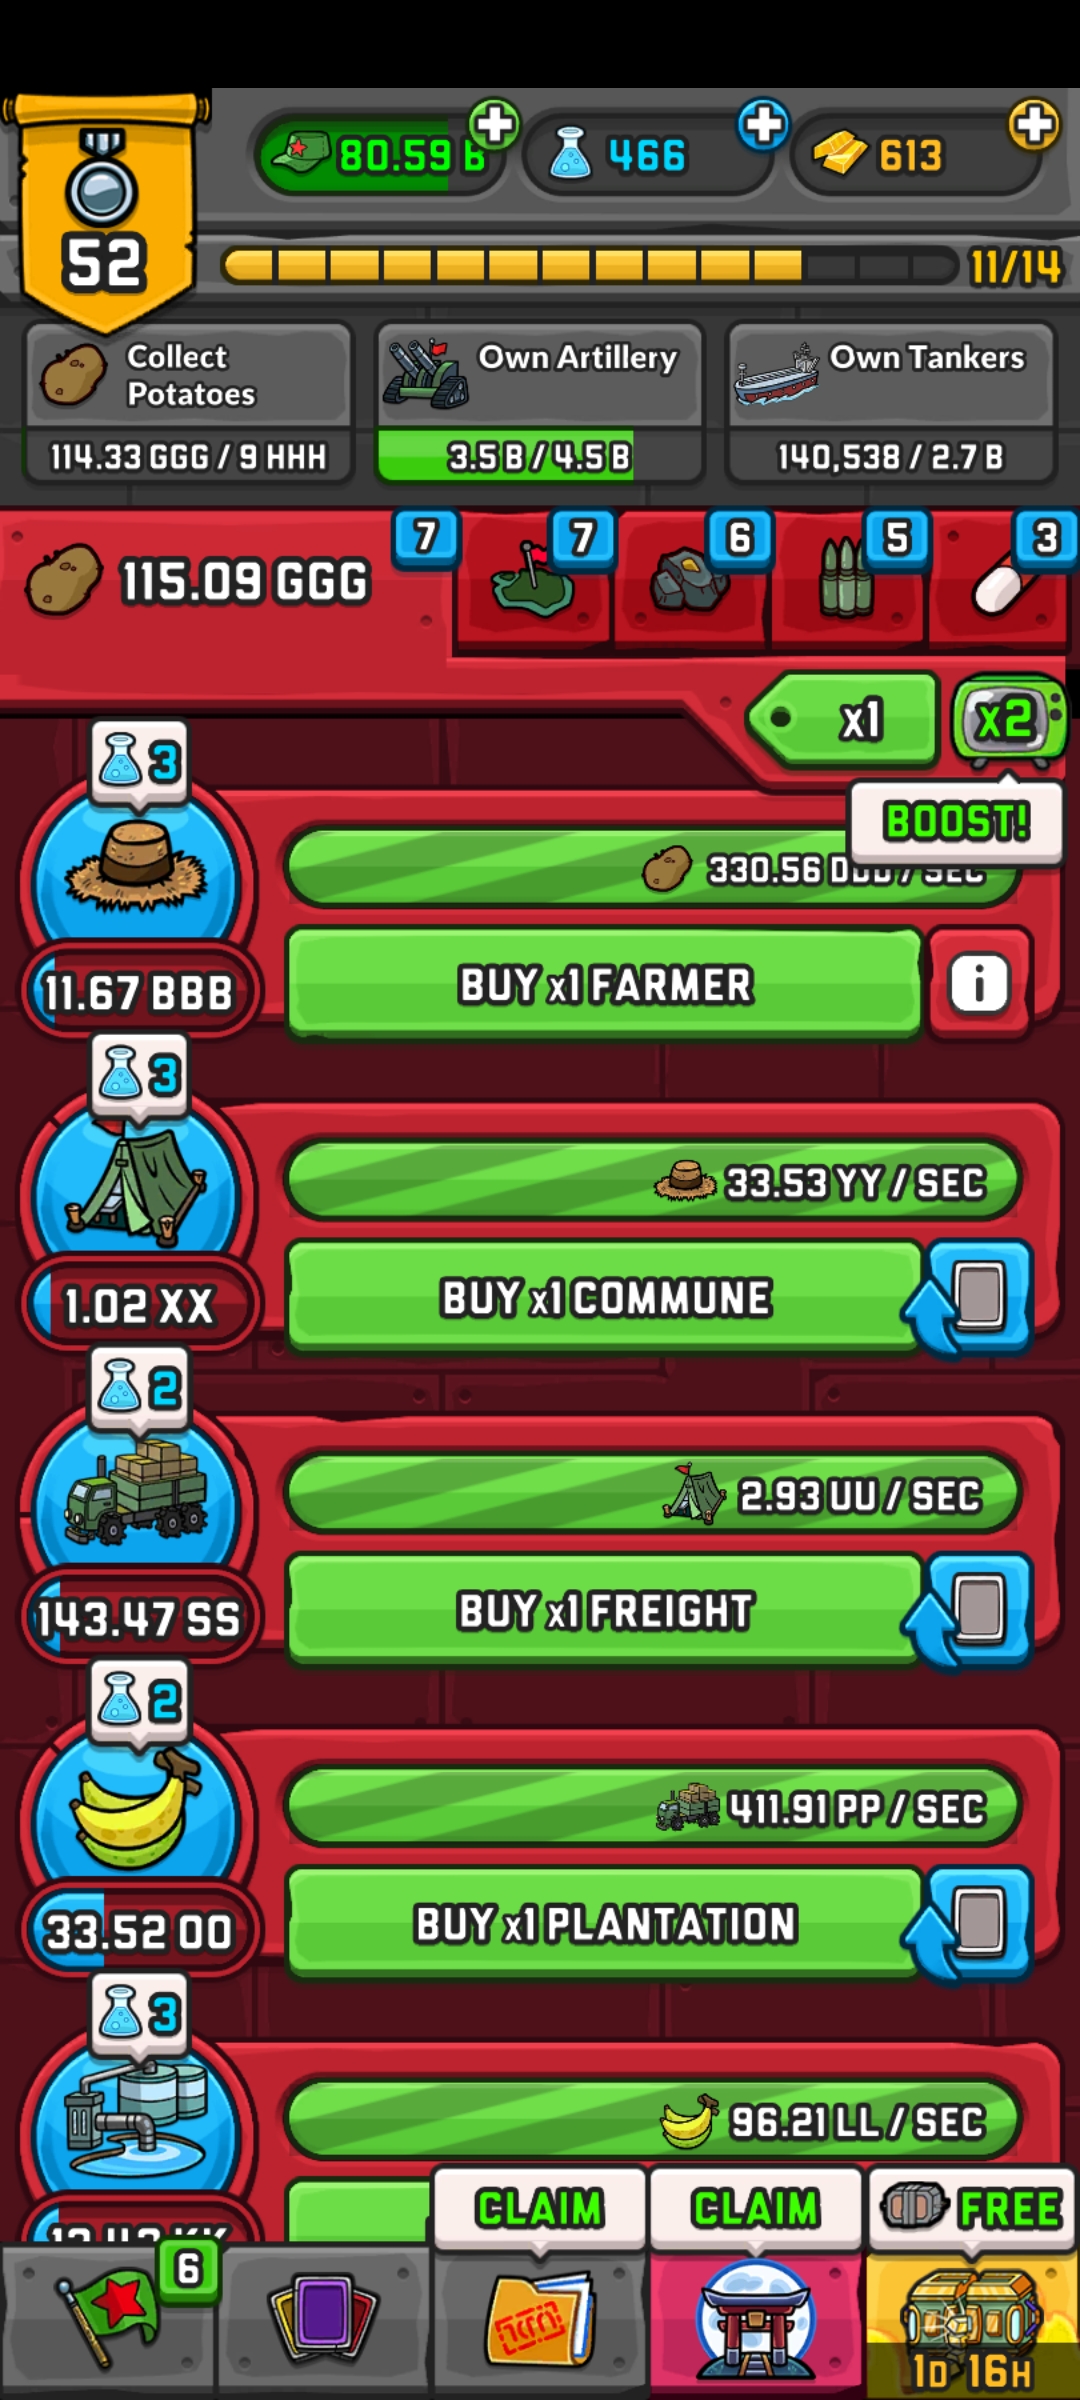 80.59 B
466
613
52
11/14
Collect
Potatoes
Own Artillery
Own Tankers
114.33 GGG / 9 HHH
3.5 B / 4.5 B
140,538 / 2.7 B
7
7
6
5
3
115.09 GGG
x1
x2
BOOST!
3
330.56 DDD / SEC
BUY x1 FARMER
i
11.67 BBB
3
33.53 YY / SEC
BUY x1 COMMUNE
1.02 XX
2
2.93 UU / SEC
BUY x1 FREIGHT
143.47 SS
2
411.91 PP / SEC
BUY x1 PLANTATION
33.52 OO
3
96.21 LL / SEC
CLAIM
CLAIM
FREE
6
1D 16H